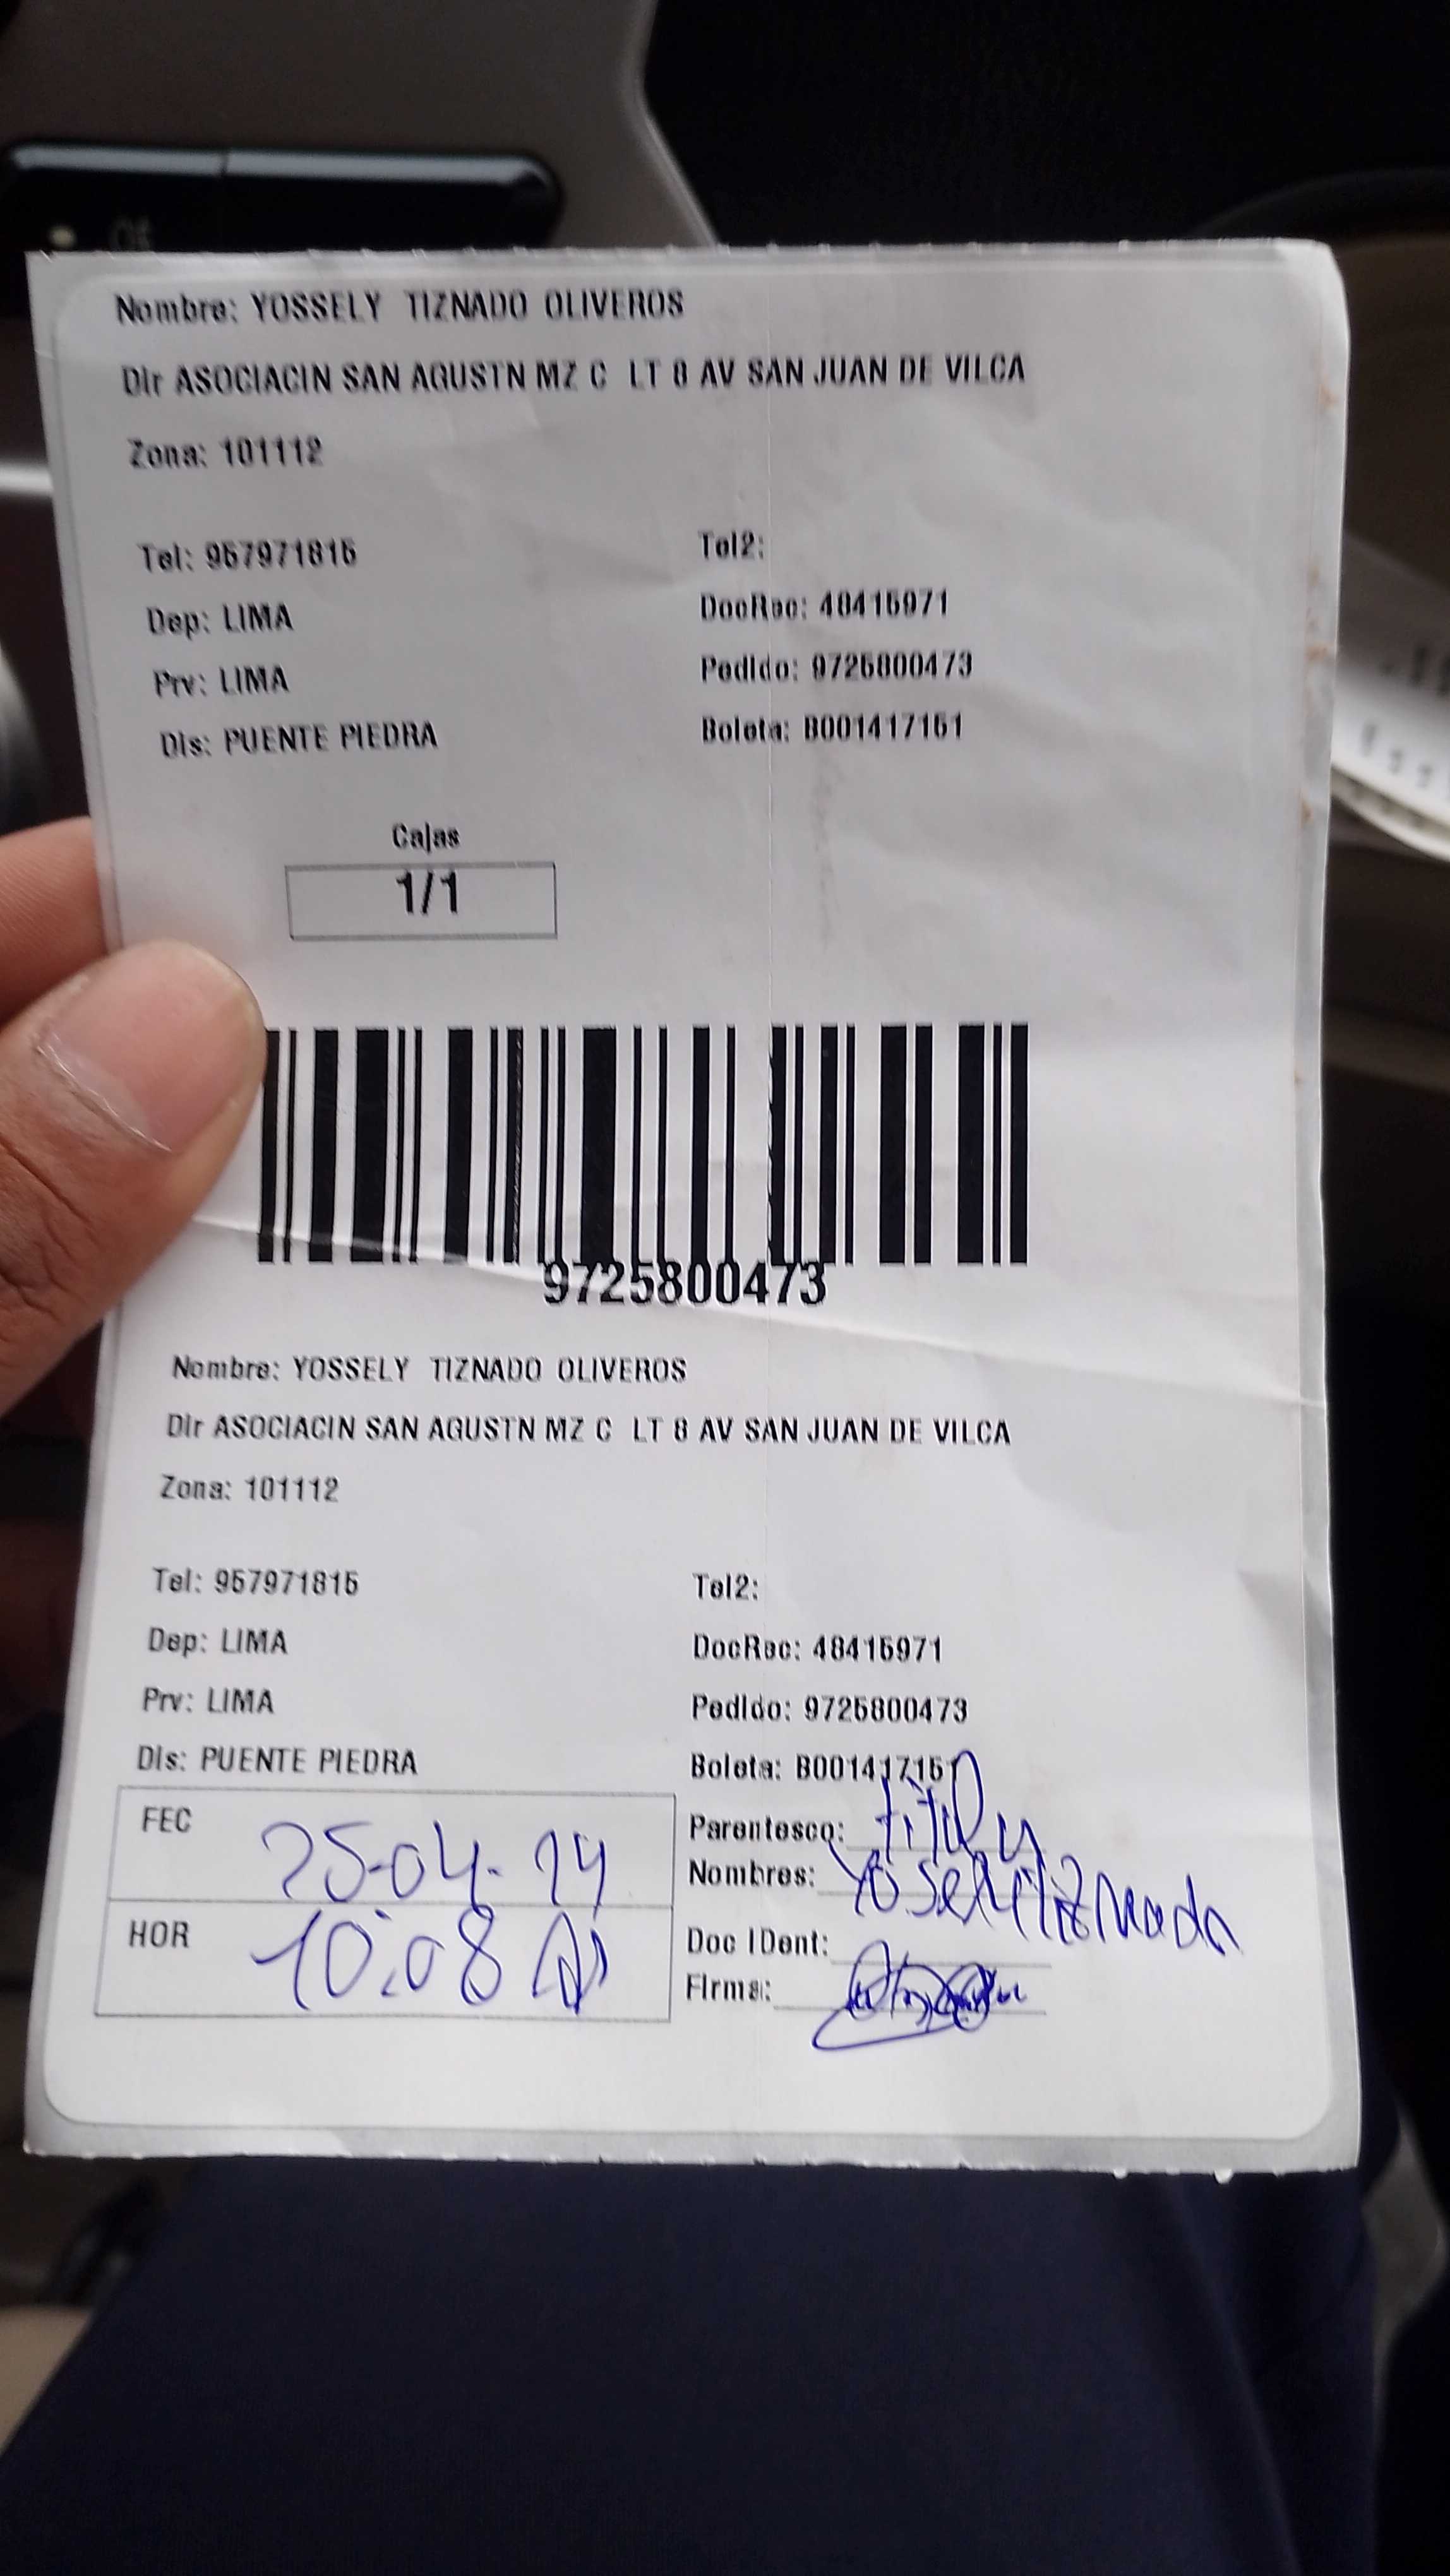 Nombre: YOSSELY TIZNADO OLIVEROS
Dir ASOCIACIN SAN AGUSTN MZ C LT 8 AV SAN JUAN DE VILCA
Zona: 101112
Tel: 957971815 Tel2:
Dep: LIMA DocRec: 48415971
Prv: LIMA Pedido: 9725800473
Dis: PUENTE PIEDRA Boleta: B001417151
Cajas
1/1
9725800473
Nombre: YOSSELY TIZNADO OLIVEROS
Dir ASOCIACIN SAN AGUSTN MZ C LT 8 AV SAN JUAN DE VILCA
Zona: 101112
Tel: 957971815 Tel2:
Dep: LIMA DocRec: 48415971
Prv: LIMA Pedido: 9725800473
Dis: PUENTE PIEDRA Boleta: B001417151
FEC 25-04-24 Parentesco:
Nombres:
HOR 10:08 Doc IDent:
Firma: